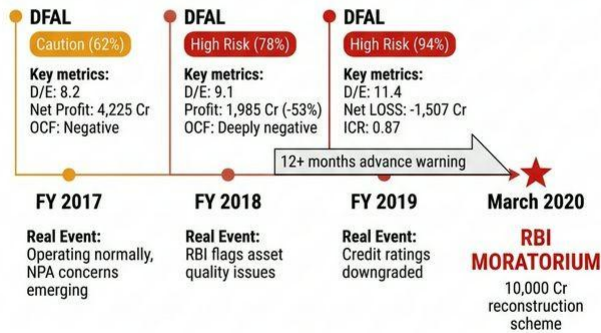 DFAL
Caution (62%)
Key metrics:
D/E: 8.2
Net Profit: 4,225 Cr
OCF: Negative
DFAL
High Risk (78%)
Key metrics:
D/E: 9.1
Profit: 1,985 Cr (-53%)
OCF: Deeply negative
DFAL
High Risk (94%)
Key metrics:
D/E: 11.4
Net LOSS: -1,507 Cr
ICR: 0.87
12+ months advance warning
FY 2017
Real Event:
Operating normally,
NPA concerns
emerging
FY 2018
Real Event:
RBI flags asset
quality issues
FY 2019
Real Event:
Credit ratings
downgraded
March 2020
RBI
MORATORIUM
10,000 Cr
reconstruction
scheme